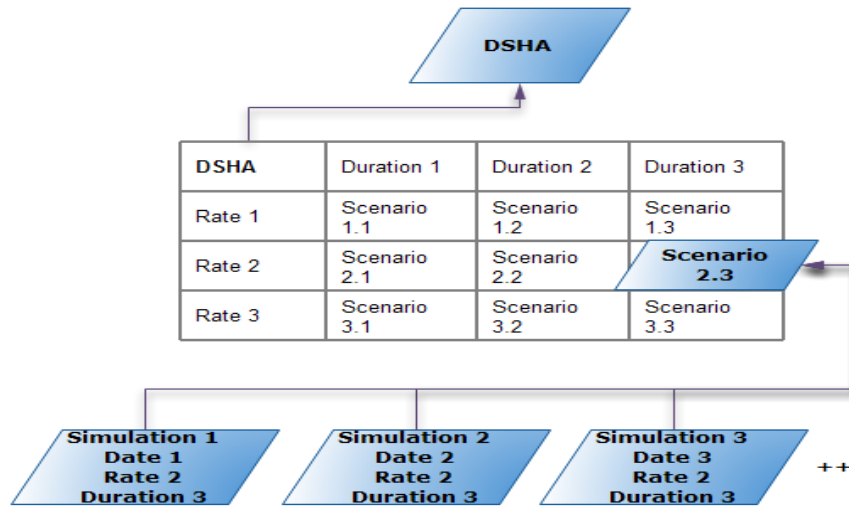 DSHA
DSHA Duration 1 Duration 2 Duration 3
Rate 1 Scenario 1.1 Scenario 1.2 Scenario 1.3
Rate 2 Scenario 2.1 Scenario 2.2 Scenario 2.3
Rate 3 Scenario 3.1 Scenario 3.2 Scenario 3.3
Simulation 1
Date 1
Rate 2
Duration 3
Simulation 2
Date 2
Rate 2
Duration 3
Simulation 3
Date 3
Rate 2
Duration 3
++